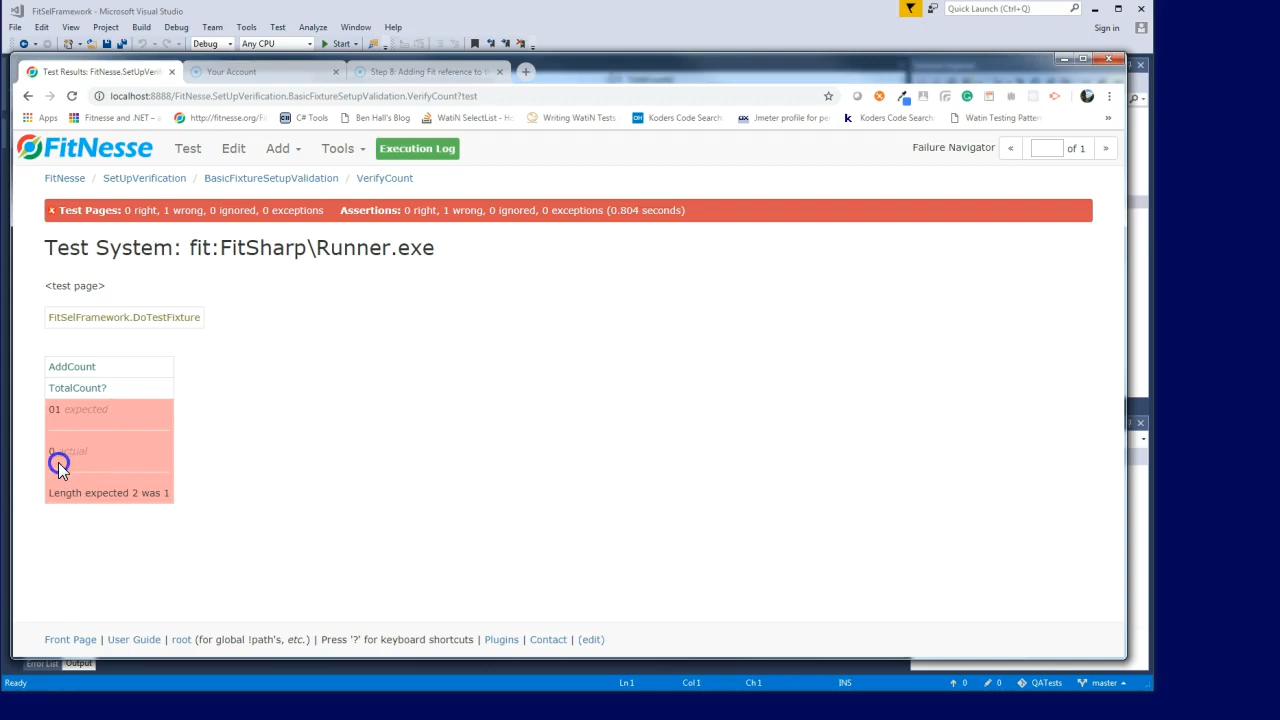 FitSelFramework - Microsoft Visual Studio
Quick Launch (Ctrl+Q)
File Edit View Project Build Debug Team Tools Test Analyze Window Help
Sign in
Debug Any CPU Start
Test Results: FitNesse.SetUpVerifi
Your Account
Step 8: Adding Fit reference to t
localhost:8888/FitNesse.SetUpVerification.BasicFixtureSetupValidation.VerifyCount?test
Apps
Fitnesse and .NET –
http://fitnesse.org/Fi
C# Tools
Ben Hall's Blog
WatiN SelectList - H
Writing WatiN Tests
Koders Code Search:
Jmeter profile for pe
Koders Code Search:
Watin Testing Pattern
»
FitNesse
Test Edit Add Tools Execution Log
Failure Navigator « of 1 »
FitNesse / SetUpVerification / BasicFixtureSetupValidation / VerifyCount
x Test Pages: 0 right, 1 wrong, 0 ignored, 0 exceptions Assertions: 0 right, 1 wrong, 0 ignored, 0 exceptions (0.804 seconds)
Test System: fit:FitSharp\Runner.exe
<test page>
FitSelFramework.DoTestFixture
AddCount
TotalCount?
01 expected
0 actual
Length expected 2 was 1
Front Page | User Guide | root (for global !path's, etc.) | Press '?' for keyboard shortcuts | Plugins | Contact | (edit)
Error List Output
Ready Ln 1 Col 1 Ch 1 INS 0 0 QATests master